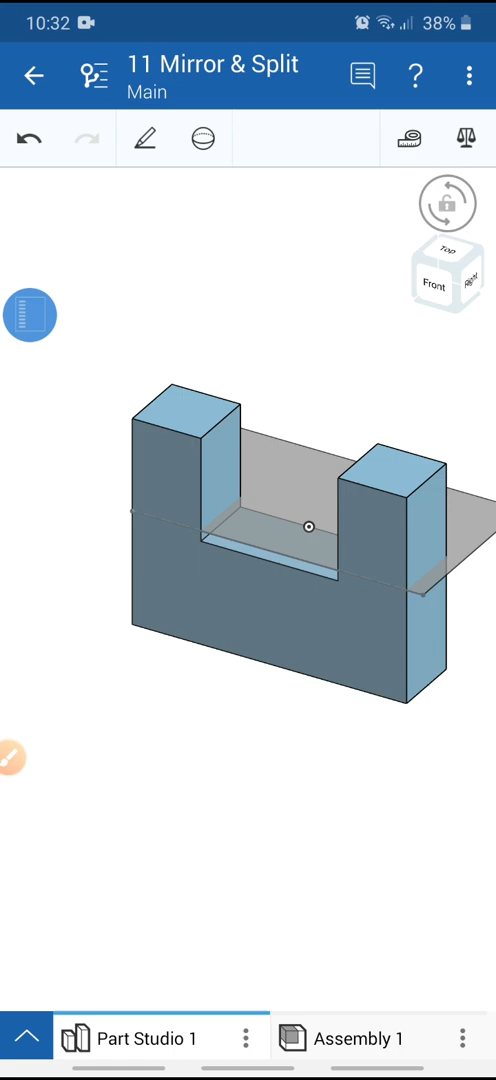 10:32 38%
11 Mirror & Split
Main
Top
Front
Right
Part Studio 1
Assembly 1